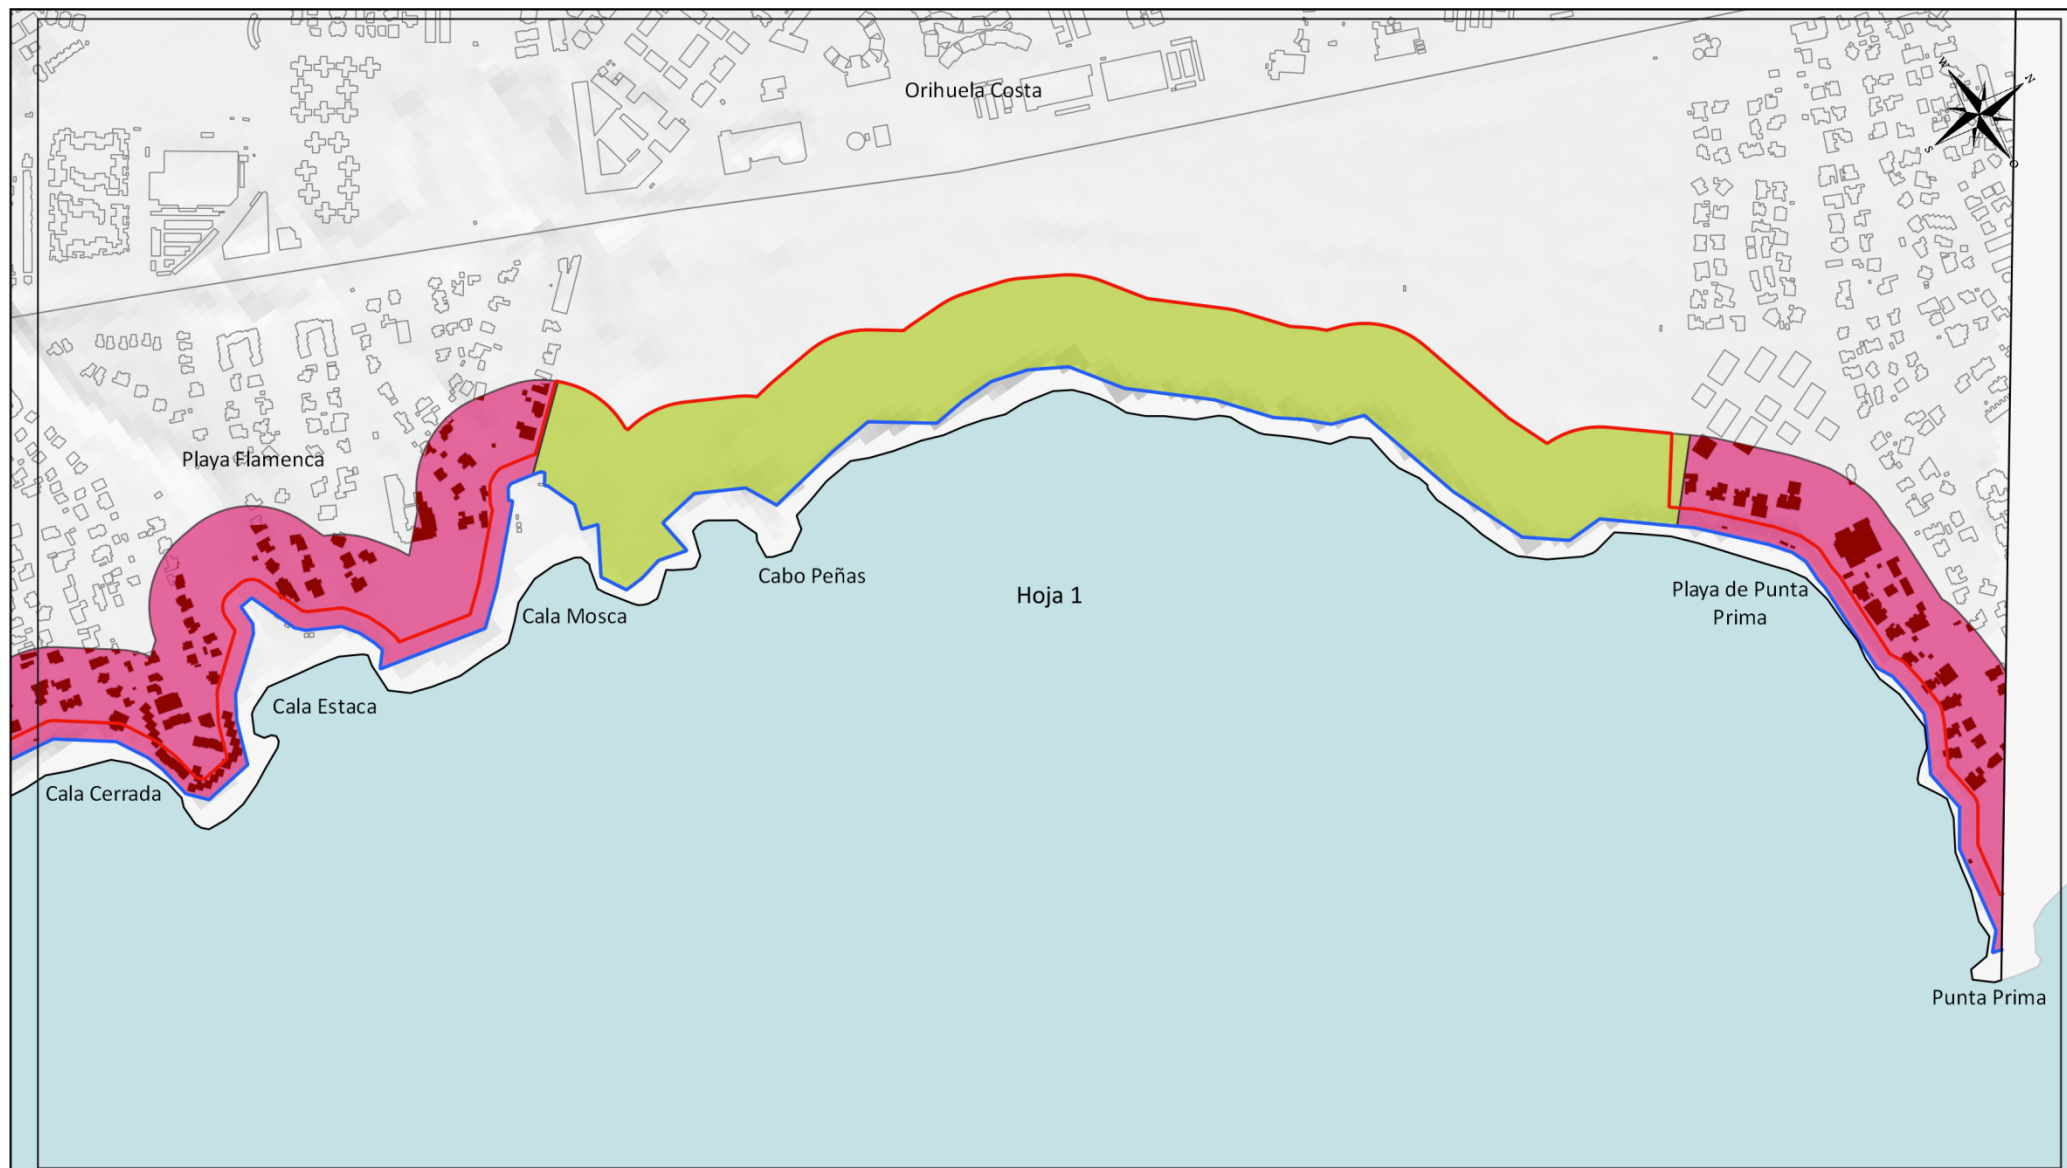 Orihuela Costa
W
N
S
O
Playa Flamenca
Cabo Peñas
Hoja 1
Playa de Punta
Prima
Cala Mosca
Cala Estaca
Cala Cerrada
Punta Prima